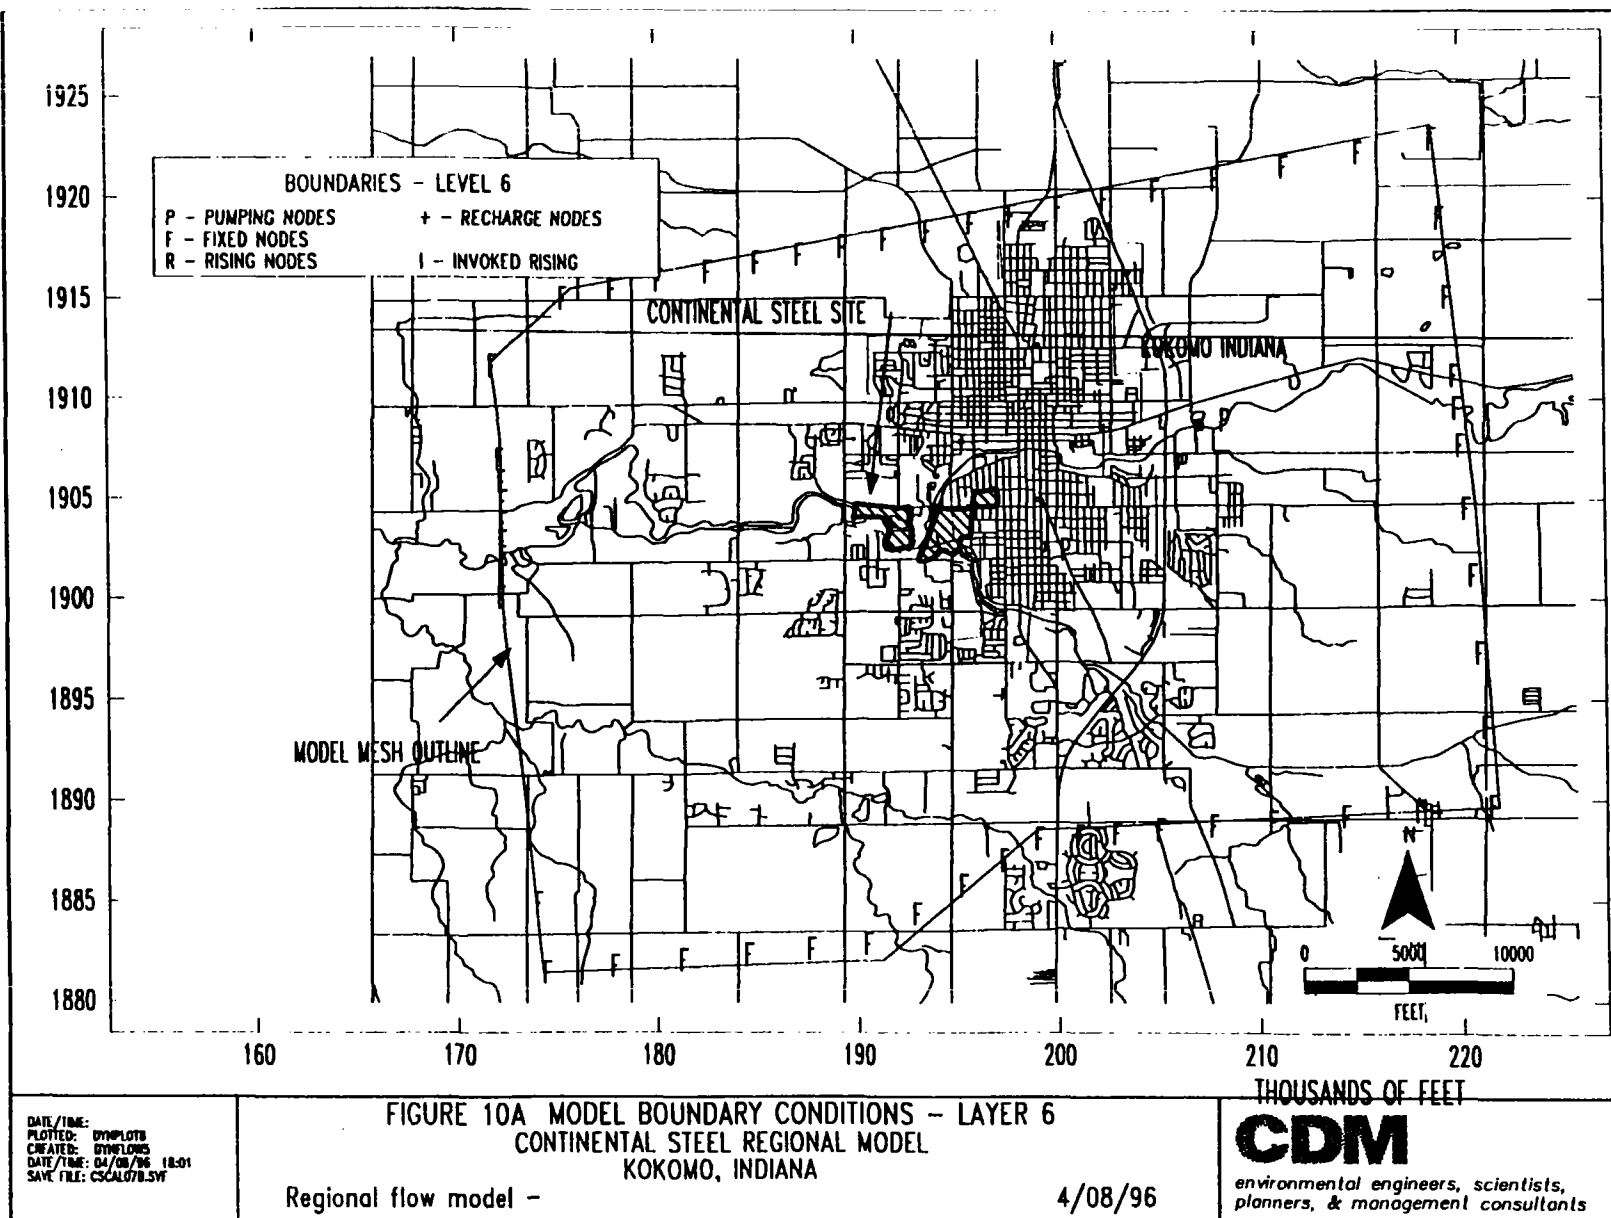 1925
1920
1915
1910
1905
1900
1895
1890
1885
1880
BOUNDARIES - LEVEL 6
P - PUMPING NODES + - RECHARGE NODES
F - FIXED NODES
R - RISING NODES I - INVOKED RISING
CONTINENTAL STEEL SITE
KOKOMO INDIANA
MODEL MESH OUTLINE
N
0 5000 10000
FEET
160 170 180 190 200 210 220
THOUSANDS OF FEET
DATE/TIME:
PLOTTED: DYNPLOT8
CREATED: DYNFLOW5
DATE/TIME: 04/08/96 18:01
SAVE FILE: CSCAL07B.SVF
FIGURE 10A MODEL BOUNDARY CONDITIONS - LAYER 6
CONTINENTAL STEEL REGIONAL MODEL
KOKOMO, INDIANA
Regional flow model -
4/08/96
CDM
environmental engineers, scientists,
planners, & management consultants